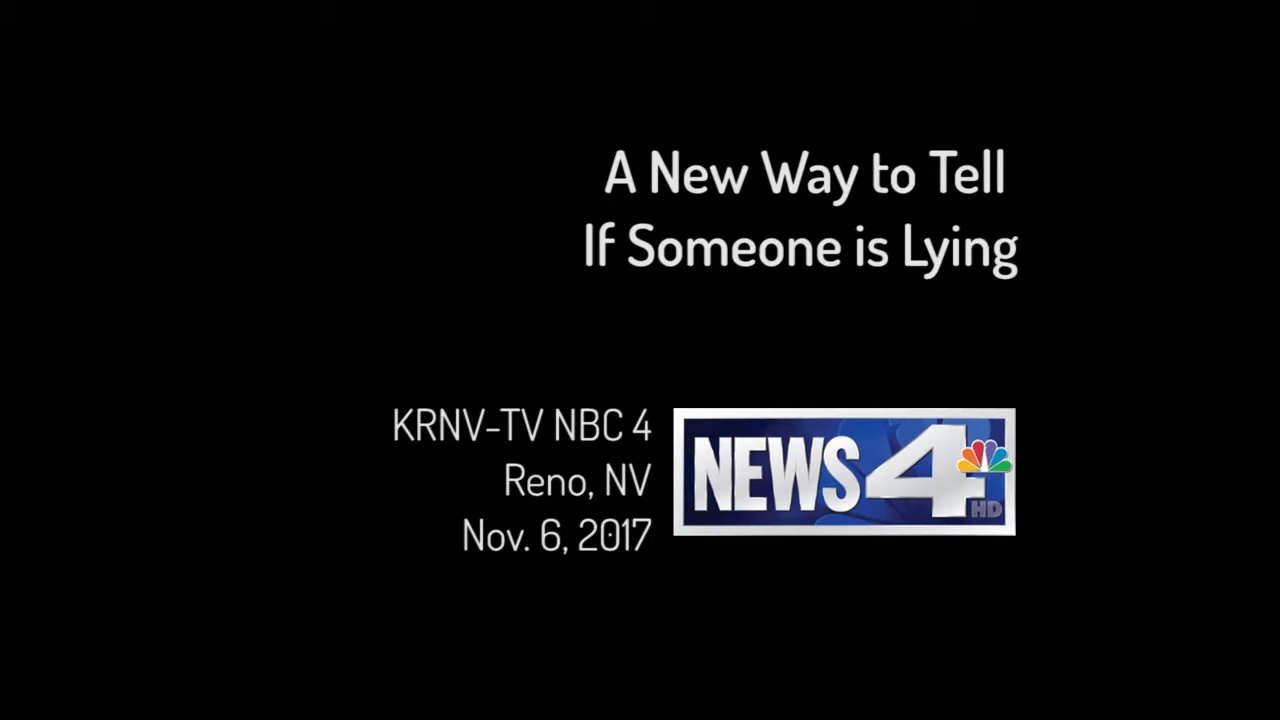 A New Way to Tell
If Someone is Lying
KRNV-TV NBC 4
Reno, NV
Nov. 6, 2017
NEWS 4
HD